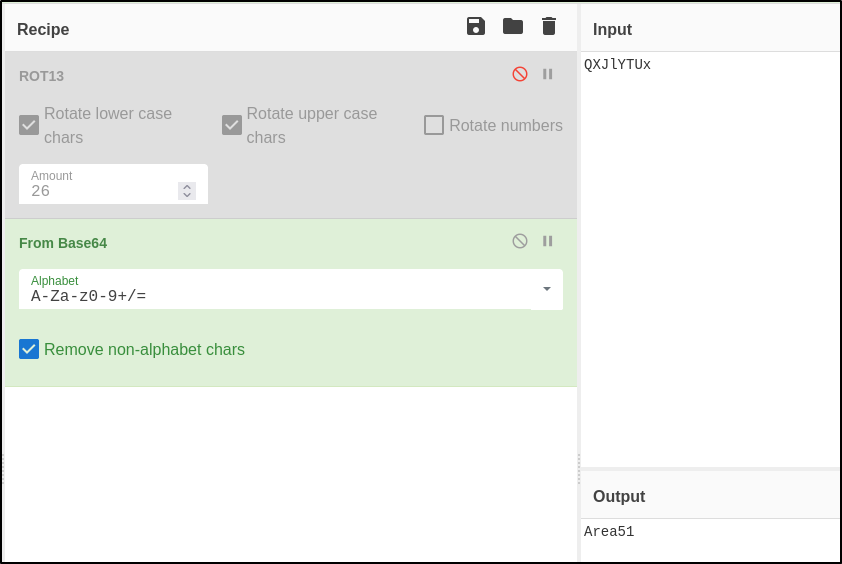 Recipe
ROT13
Rotate lower case
chars
Rotate upper case
chars
Rotate numbers
Amount
26
From Base64
Alphabet
A-Za-z0-9+/=
Remove non-alphabet chars
Input
QXJlYTUx
Output
Area51